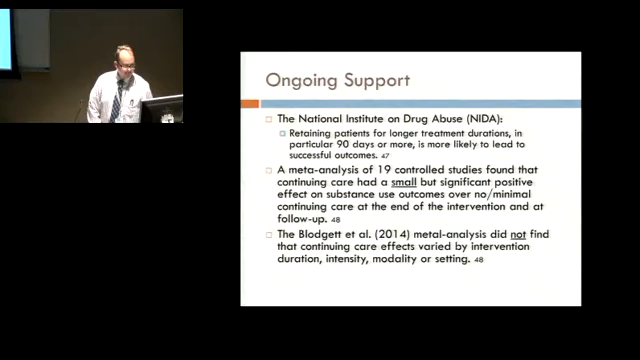 Ongoing Support
The National Institute on Drug Abuse (NIDA):
Retaining patients for longer treatment durations, in
particular 90 days or more, is more likely to lead to
successful outcomes. 47
A meta-analysis of 19 controlled studies found that
continuing care had a small but significant positive
effect on substance use outcomes over no/minimal
continuing care at the end of the intervention and at
follow-up. 48
The Blodgett et al. (2014) metal-analysis did not find
that continuing care effects varied by intervention
duration, intensity, modality or setting. 48